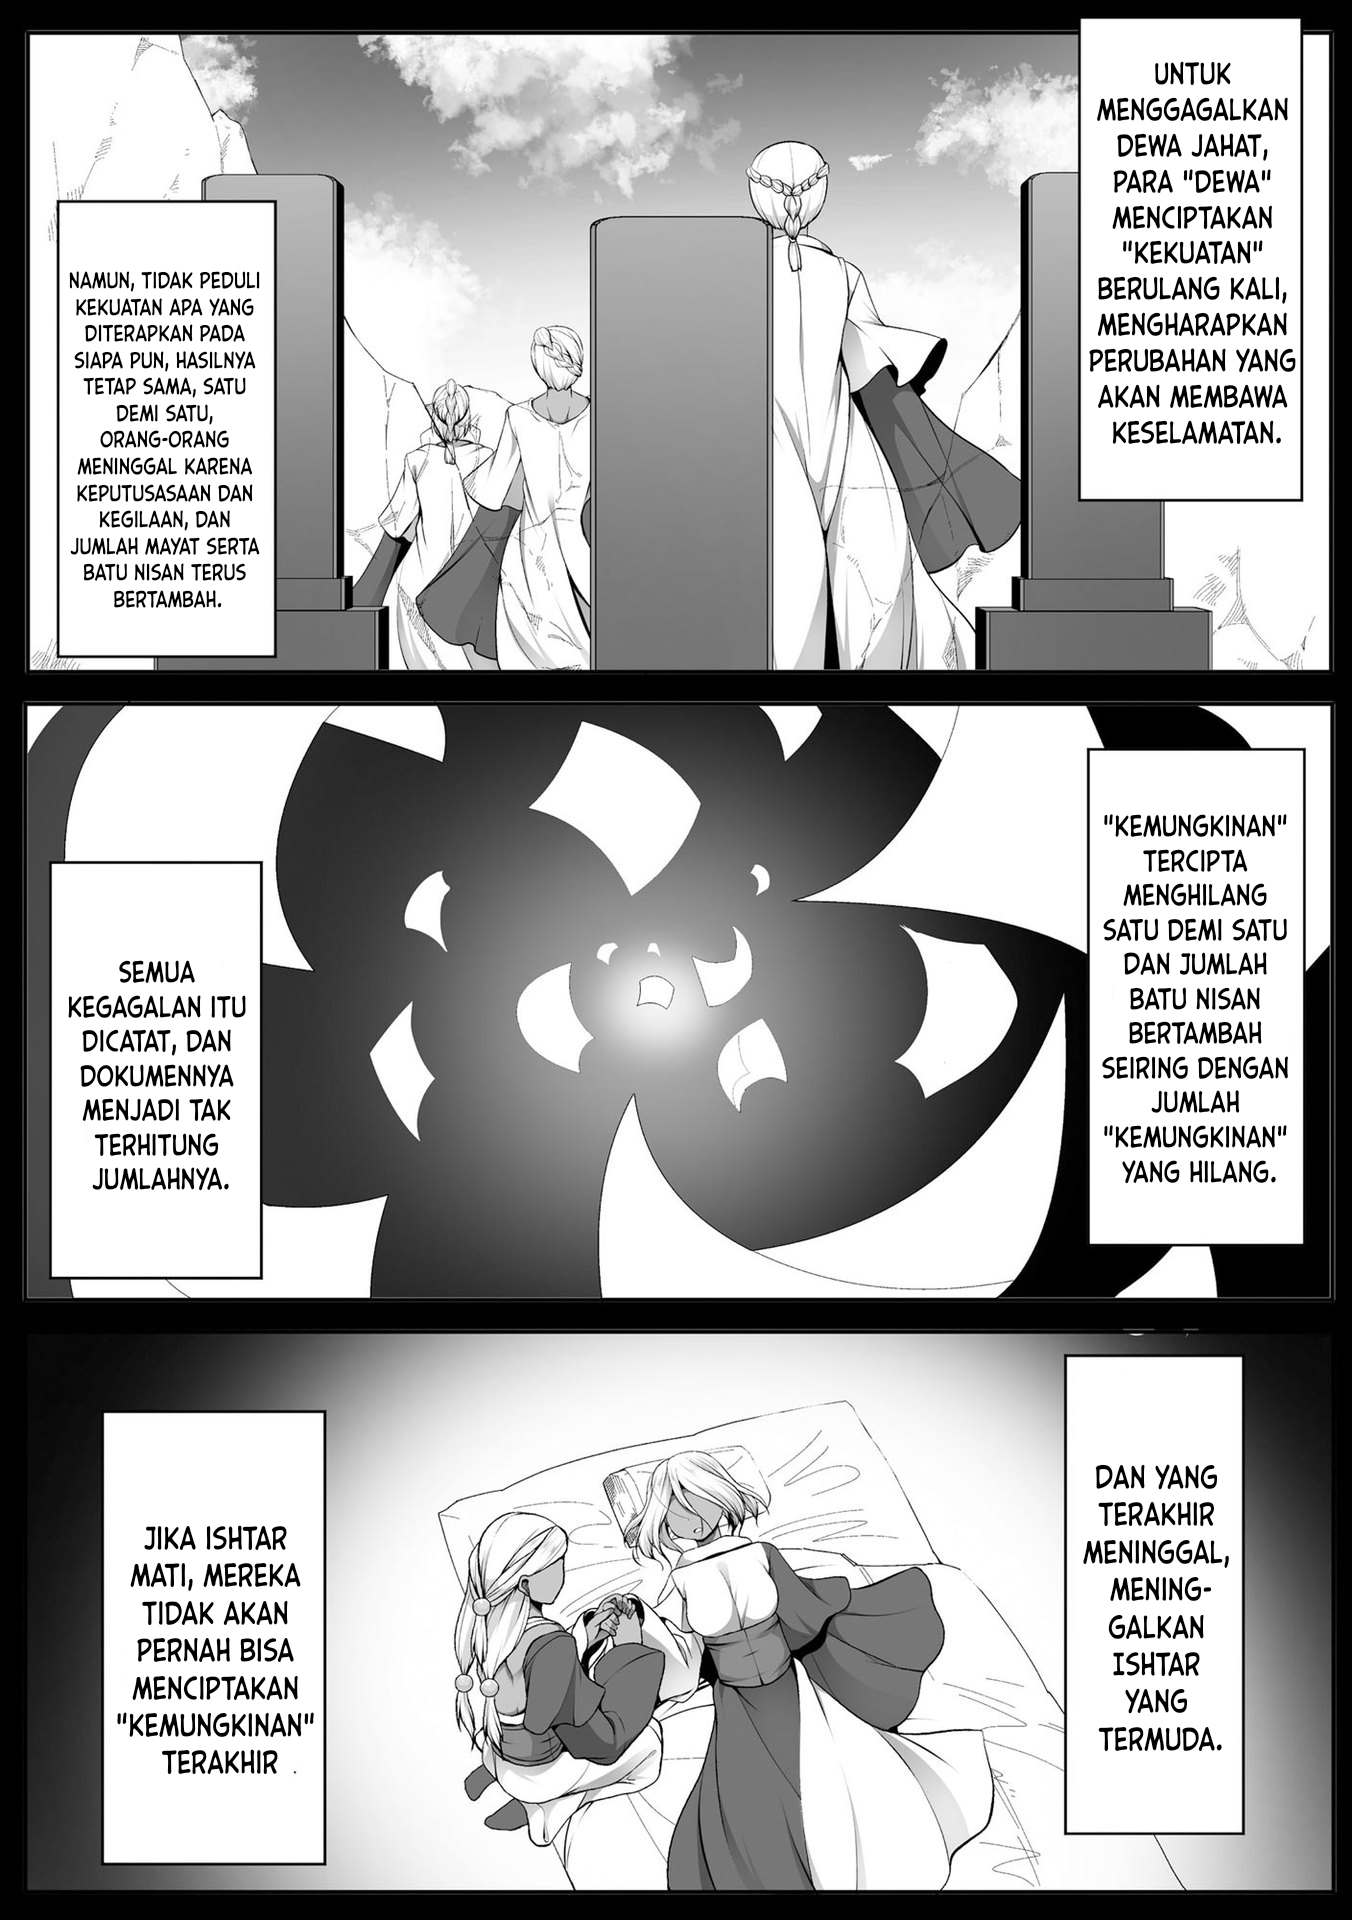 UNTUK
MENGGAGALKAN
DEWA JAHAT,
PARA "DEWA"
MENCIPTAKAN
"KEKUATAN"
BERULANG KALI,
MENGHARAPKAN
PERUBAHAN YANG
AKAN MEMBAWA
KESELAMATAN.
NAMUN, TIDAK PEDULI
KEKUATAN APA YANG
DITERAPKAN PADA
SIAPA PUN, HASILNYA
TETAP SAMA, SATU
DEMI SATU,
ORANG-ORANG
MENINGGAL KARENA
KEPUTUSASAAN DAN
KEGILAAN, DAN
JUMLAH MAYAT SERTA
BATU NISAN TERUS
BERTAMBAH.
"KEMUNGKINAN"
TERCIPTA
MENGHILANG
SATU DEMI SATU
DAN JUMLAH
BATU NISAN
BERTAMBAH
SEIRING DENGAN
JUMLAH
"KEMUNGKINAN"
YANG HILANG.
SEMUA
KEGAGALAN ITU
DICATAT, DAN
DOKUMENNYA
MENJADI TAK
TERHITUNG
JUMLAHNYA.
DAN YANG
TERAKHIR
MENINGGAL,
MENING-
GALKAN
ISHTAR
YANG
TERMUDA.
JIKA ISHTAR
MATI, MEREKA
TIDAK AKAN
PERNAH BISA
MENCIPTAKAN
"KEMUNGKINAN"
TERAKHIR .